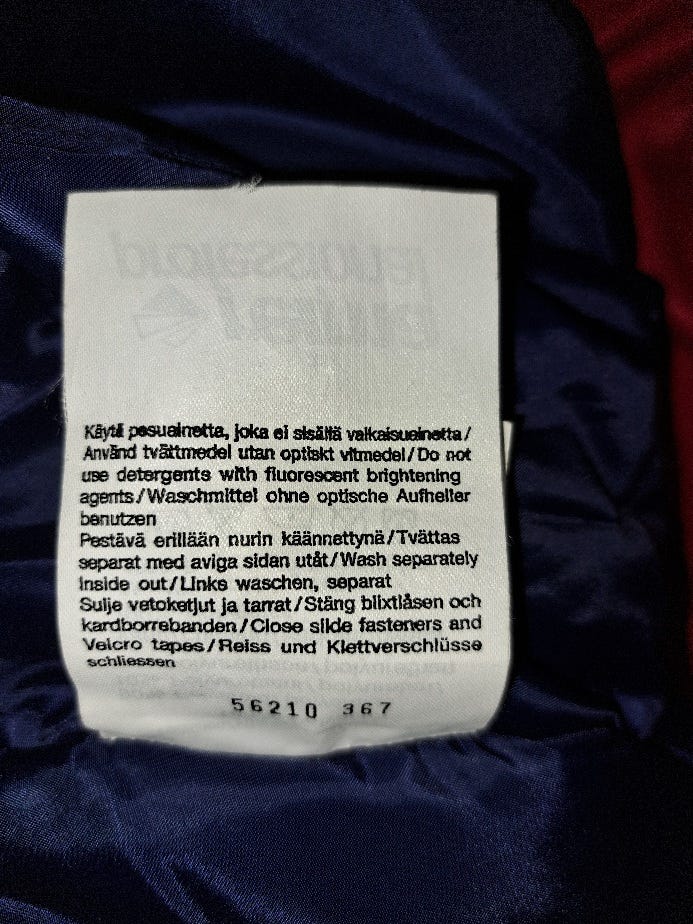 Käytä pesuainetta, joka ei sisällä valkaisuainetta/
Använd tvättmedel utan optiskt vitmedel/Do not
use detergents with fluorescent brightening
agents/Waschmittel ohne optische Aufheller
benutzen
Pestävä erillään nurin käännettynä/Tvättas
separat med aviga sidan utåt/Wash separately
inside out/Links waschen, separat
Sulje vetoketjut ja tarrat/Stäng blixtlåsen och
kardborrebanden/Close slide fasteners and
Velcro tapes/Reiss und Klettverschlüsse
schliessen
56210 367